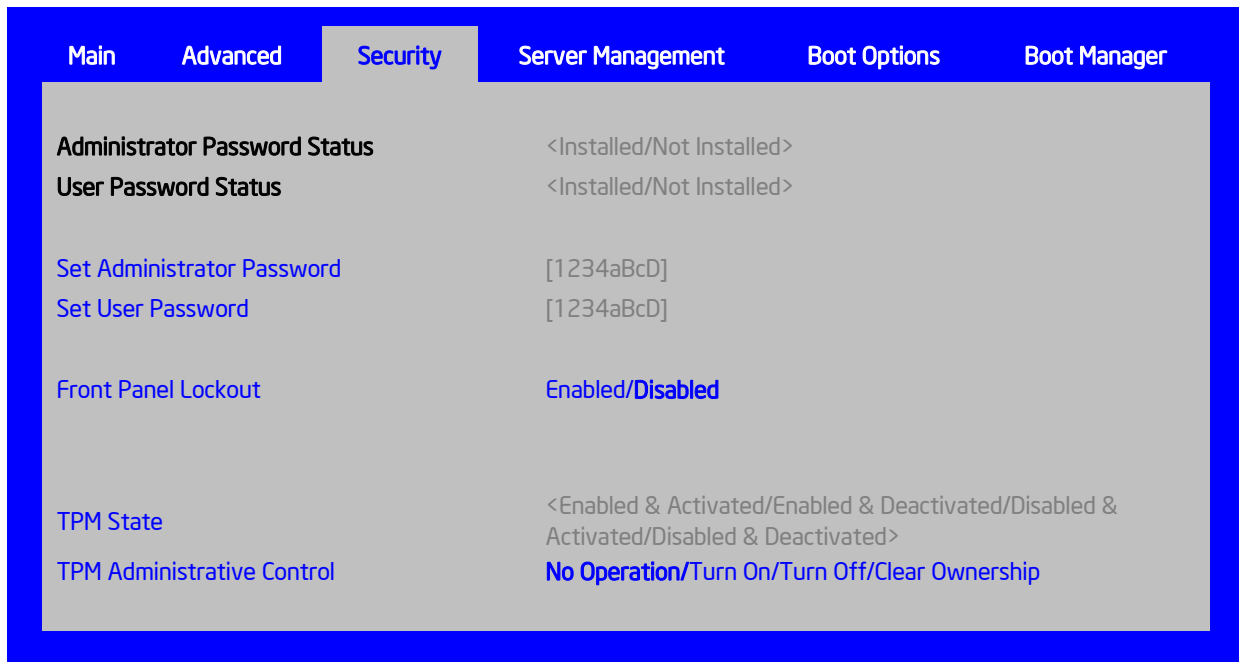 Main Advanced Security Server Management Boot Options Boot Manager
Administrator Password Status <Installed/Not Installed>
User Password Status <Installed/Not Installed>
Set Administrator Password [1234aBcD]
Set User Password [1234aBcD]
Front Panel Lockout Enabled/Disabled
TPM State <Enabled & Activated/Enabled & Deactivated/Disabled &
Activated/Disabled & Deactivated>
TPM Administrative Control No Operation/Turn On/Turn Off/Clear Ownership